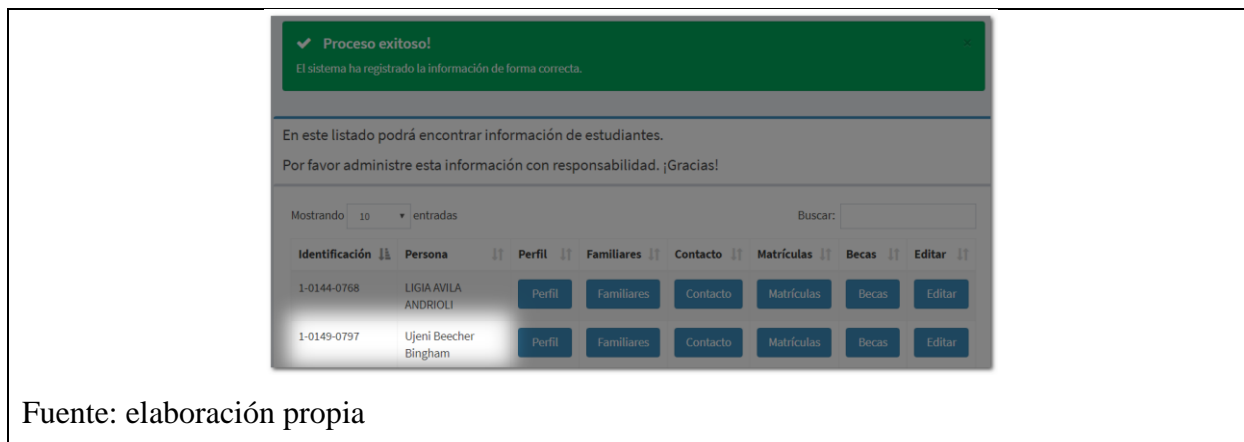 Proceso exitoso!
×
El sistema ha registrado la información de forma correcta.
En este listado podrá encontrar información de estudiantes.
Por favor administre esta información con responsabilidad. ¡Gracias!
Mostrando 10 entradas Buscar:
Identificación Persona Perfil Familiares Contacto Matrículas Becas Editar
1-0144-0768 LIGIA AVILA Perfil Familiares Contacto Matrículas Becas Editar
ANDRIOLI
1-0149-0797 Ujeni Beecher Perfil Familiares Contacto Matrículas Becas Editar
Bingham
Fuente: elaboración propia